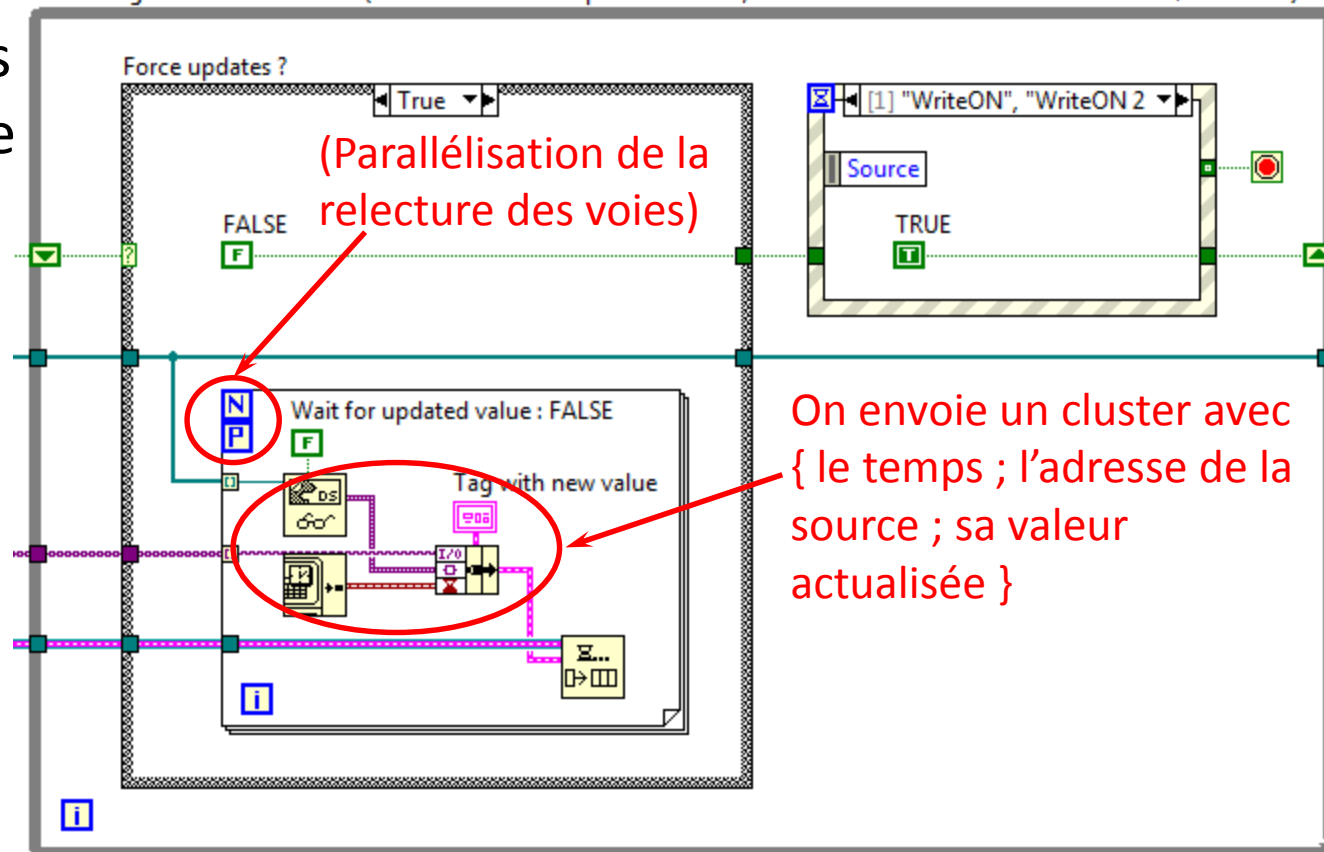 s
e
Force updates ?
True
[1] "WriteON", "WriteON 2
(Parallélisation de la
relecture des voies)
Source
FALSE
F
TRUE
T
?
N
P
Wait for updated value : FALSE
F
DS
Tag with new value
I/O
i
i
On envoie un cluster avec
{ le temps ; l’adresse de la
source ; sa valeur
actualisée }